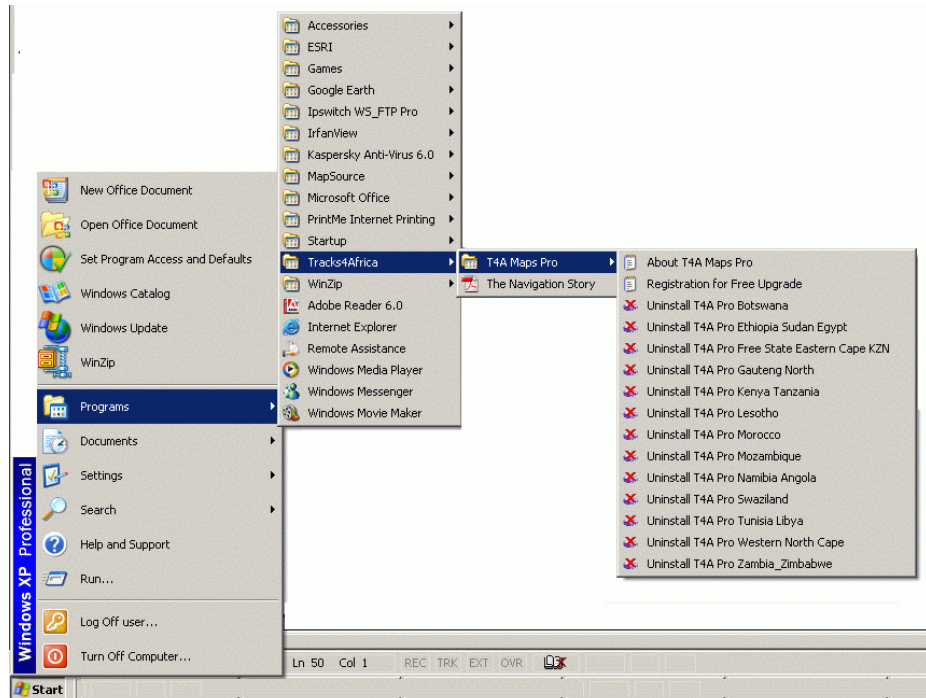 Accessories
ESRI
Games
Google Earth
Ipswitch WS_FTP Pro
IrfanView
Kaspersky Anti-Virus 6.0
MapSource
Microsoft Office
PrintMe Internet Printing
Startup
Tracks4Africa
WinZip
Adobe Reader 6.0
Internet Explorer
Remote Assistance
Windows Media Player
Windows Messenger
Windows Movie Maker
T4A Maps Pro
The Navigation Story
About T4A Maps Pro
Registration for Free Upgrade
Uninstall T4A Pro Botswana
Uninstall T4A Pro Ethiopia Sudan Egypt
Uninstall T4A Pro Free State Eastern Cape KZN
Uninstall T4A Pro Gauteng North
Uninstall T4A Pro Kenya Tanzania
Uninstall T4A Pro Lesotho
Uninstall T4A Pro Morocco
Uninstall T4A Pro Mozambique
Uninstall T4A Pro Namibia Angola
Uninstall T4A Pro Swaziland
Uninstall T4A Pro Tunisia Libya
Uninstall T4A Pro Western North Cape
Uninstall T4A Pro Zambia_Zimbabwe
New Office Document
Open Office Document
Set Program Access and Defaults
Windows Catalog
Windows Update
WinZip
Programs
Documents
Settings
Search
Help and Support
Run...
Log Off user...
Turn Off Computer...
Windows XP Professional
Ln 50 Col 1 REC TRK EXT OVR
Start